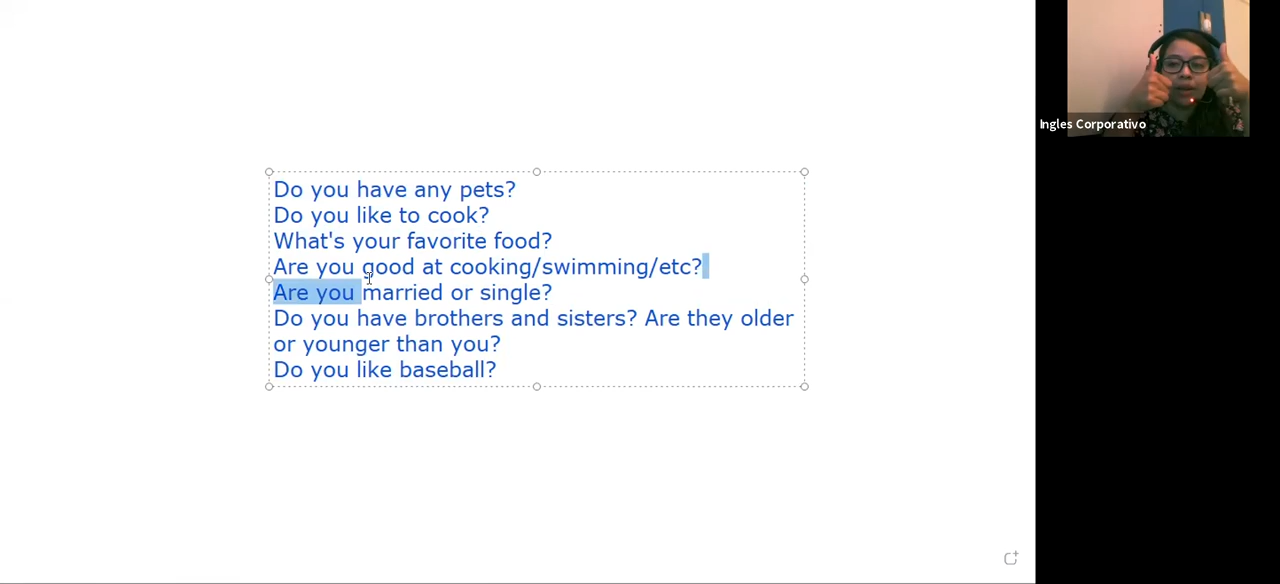 Do you have any pets?
Do you like to cook?
What's your favorite food?
Are you good at cooking/swimming/etc?
Are you married or single?
Do you have brothers and sisters? Are they older
or younger than you?
Do you like baseball?
Ingles Corporativo